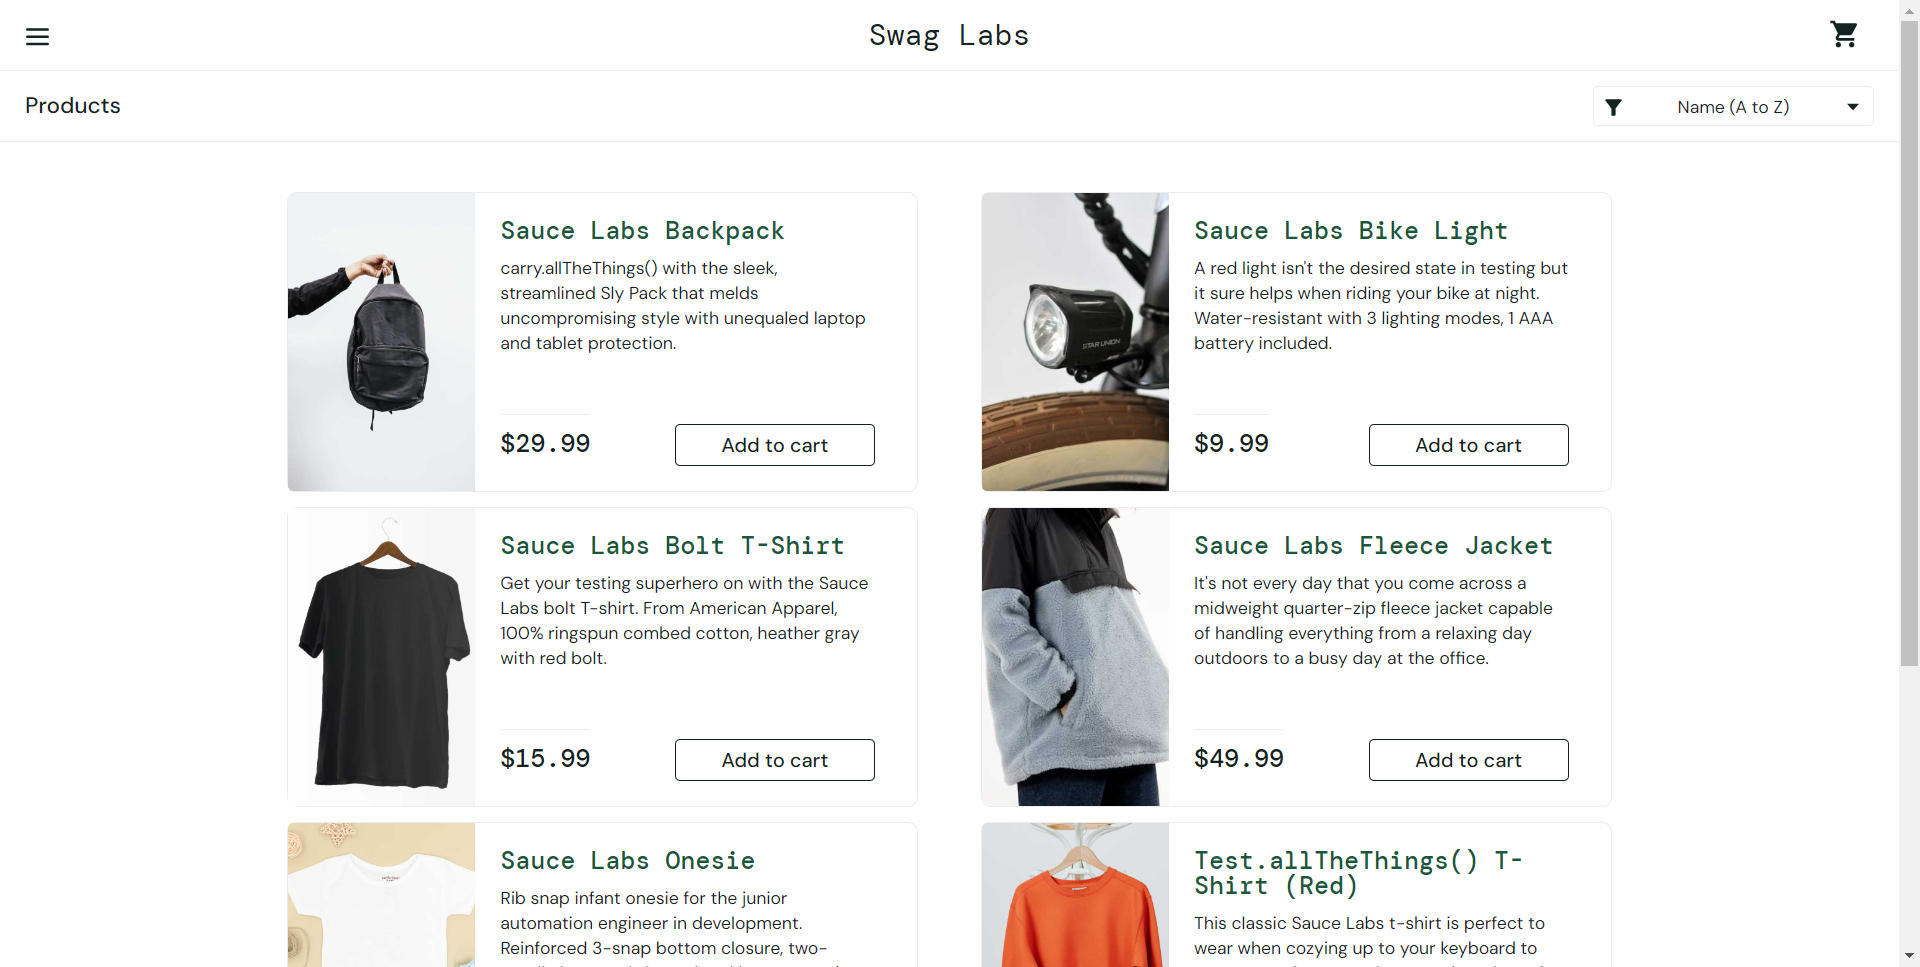 Swag Labs
Products
Name (A to Z)
Sauce Labs Backpack
carry.allTheThings() with the sleek,
streamlined Sly Pack that melds
uncompromising style with unequaled laptop
and tablet protection.
$29.99
Add to cart
Sauce Labs Bike Light
A red light isn't the desired state in testing but
it sure helps when riding your bike at night.
Water-resistant with 3 lighting modes, 1 AAA
battery included.
STAR UNION
$9.99
Add to cart
Sauce Labs Bolt T-Shirt
Get your testing superhero on with the Sauce
Labs bolt T-shirt. From American Apparel,
100% ringspun combed cotton, heather gray
with red bolt.
$15.99
Add to cart
Sauce Labs Fleece Jacket
It's not every day that you come across a
midweight quarter-zip fleece jacket capable
of handling everything from a relaxing day
outdoors to a busy day at the office.
$49.99
Add to cart
Sauce Labs Onesie
Rib snap infant onesie for the junior
automation engineer in development.
Reinforced 3-snap bottom closure, two-
Test.allTheThings() T-
Shirt (Red)
This classic Sauce Labs t-shirt is perfect to
wear when cozying up to your keyboard to